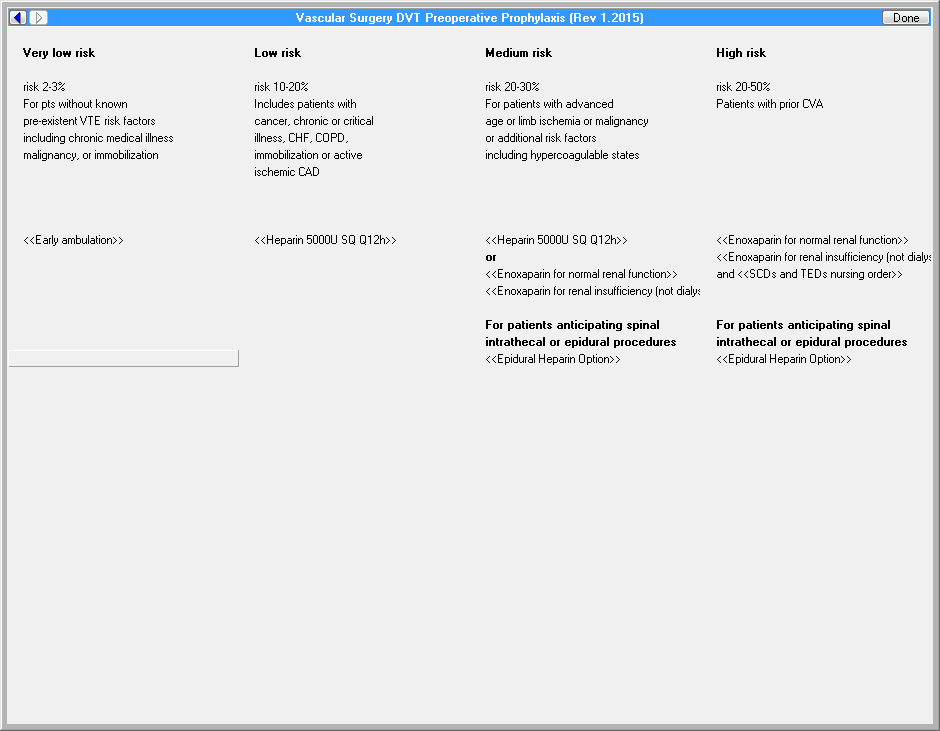 Vascular Surgery DVT Preoperative Prophylaxis (Rev 1.2015)
Done
Very low risk
risk 2-3%
For pts without known
pre-existent VTE risk factors
including chronic medical illness
malignancy, or immobilization
<<Early ambulation>>
Low risk
risk 10-20%
Includes patients with
cancer, chronic or critical
illness, CHF, COPD,
immobilization or active
ischemic CAD
<<Heparin 5000U SQ Q12h>>
Medium risk
risk 20-30%
For patients with advanced
age or limb ischemia or malignancy
or additional risk factors
including hypercoagulable states
<<Heparin 5000U SQ Q12h>>
or
<<Enoxaparin for normal renal function>>
<<Enoxaparin for renal insufficiency (not dialys
For patients anticipating spinal
intrathecal or epidural procedures
<<Epidural Heparin Option>>
High risk
risk 20-50%
Patients with prior CVA
<<Enoxaparin for normal renal function>>
<<Enoxaparin for renal insufficiency (not dialys
and <<SCDs and TEDs nursing order>>
For patients anticipating spinal
intrathecal or epidural procedures
<<Epidural Heparin Option>>